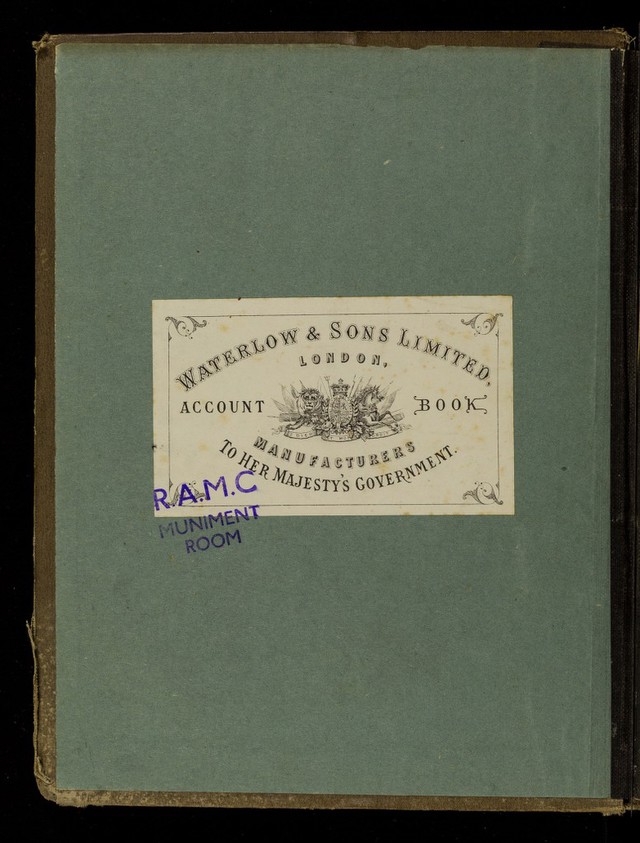 WATERLOW & SONS LIMITED,
LONDON,
ACCOUNT BOOK
MANUFACTURERS
TO HER MAJESTY'S GOVERNMENT.
R.A.M.C
MUNIMENT
ROOM